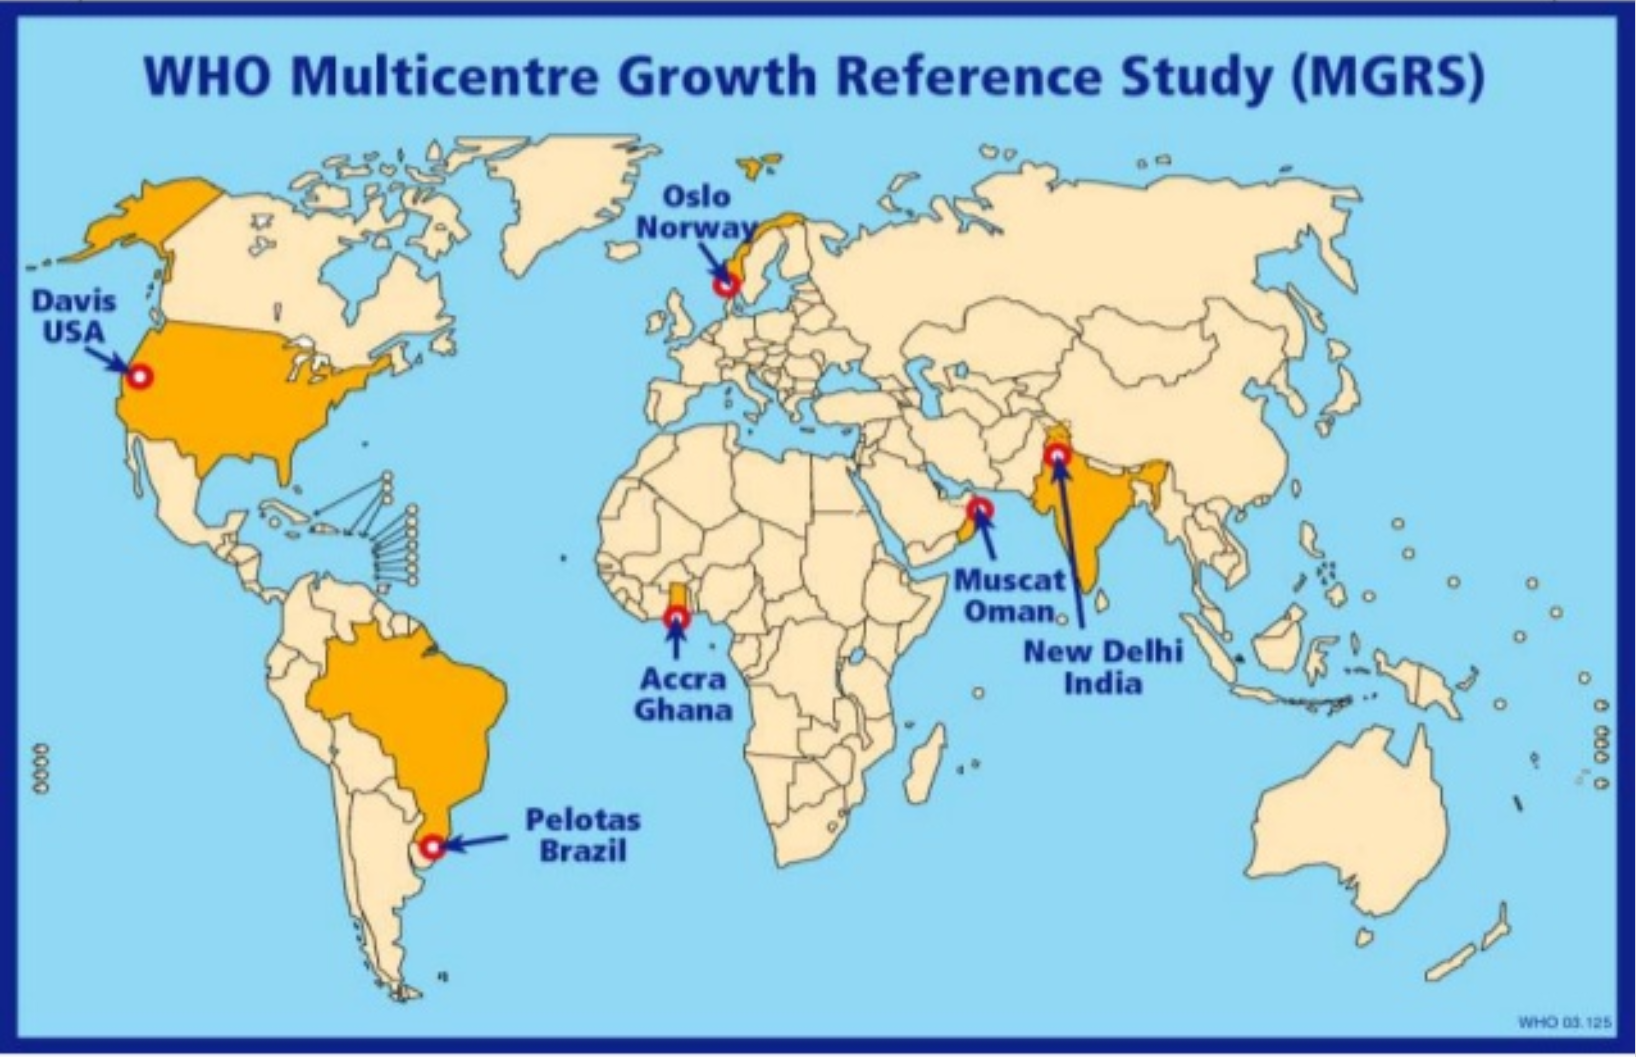 WHO Multicentre Growth Reference Study (MGRS)
Oslo
Norway
Davis
USA
Muscat
Oman
New Delhi
India
Accra
Ghana
Pelotas
Brazil
WHO 03.125